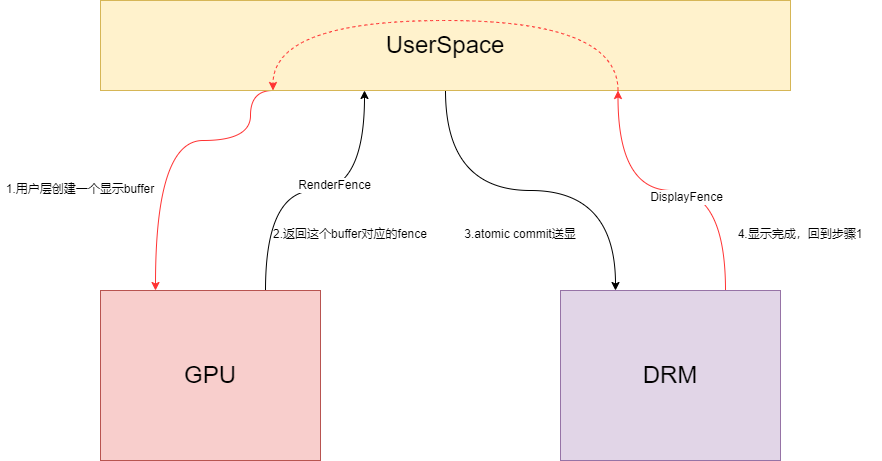 UserSpace
1.用户层创建一个显示buffer
RenderFence
DisplayFence
2.返回这个buffer对应的fence
3.atomic commit送显
4.显示完成，回到步骤1
GPU
DRM